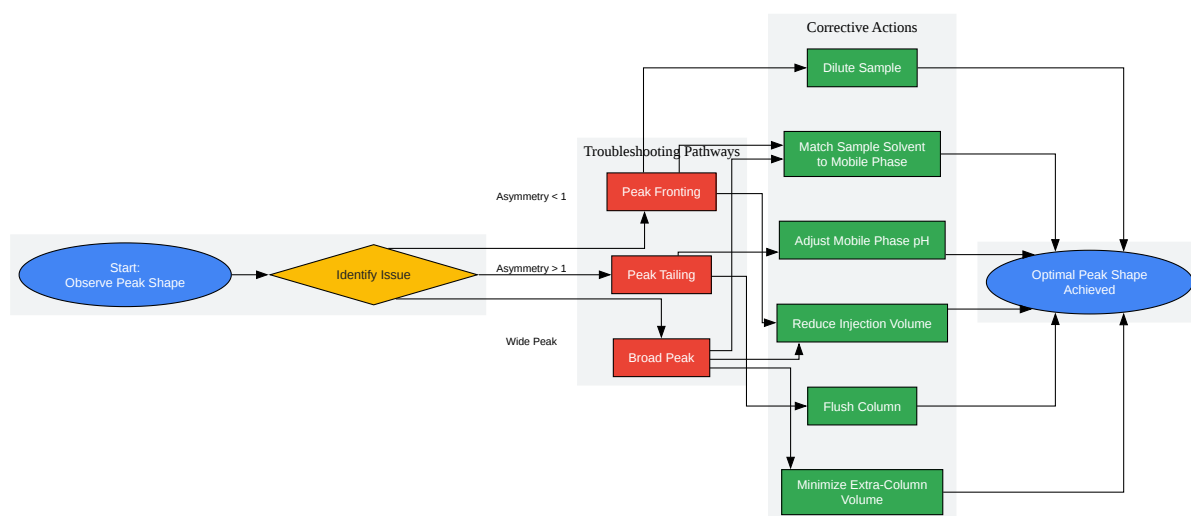 Corrective Actions
Dilute Sample
Match Sample Solvent
to Mobile Phase
Troubleshooting Pathways
Asymmetry < 1
Peak Fronting
Adjust Mobile Phase pH
Start:
Observe Peak Shape
Identify Issue
Asymmetry > 1
Peak Tailing
Optimal Peak Shape
Achieved
Reduce Injection Volume
Wide Peak
Broad Peak
Flush Column
Minimize Extra-Column
Volume